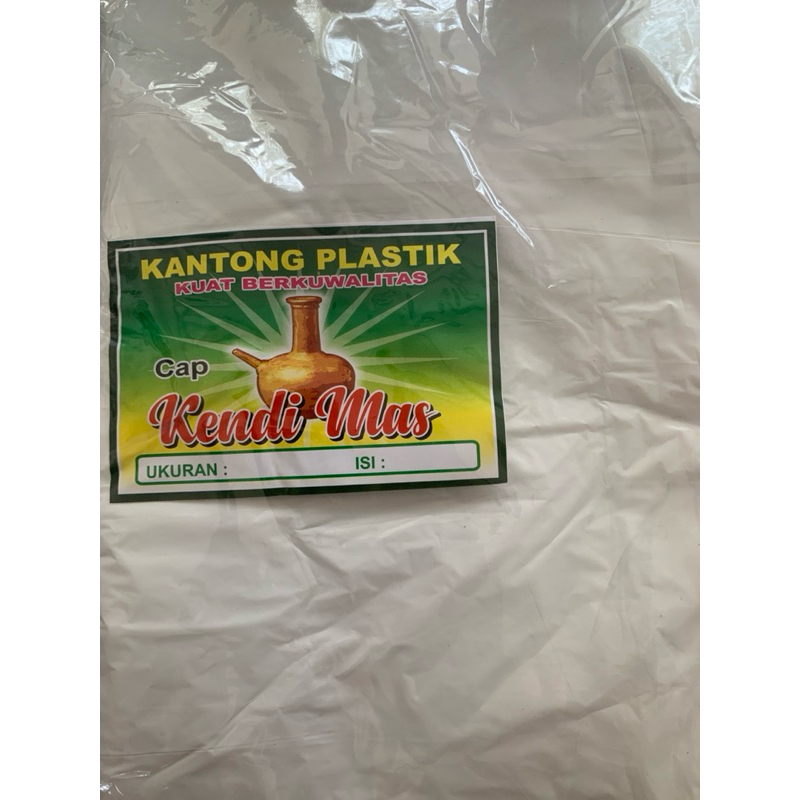 KANTONG PLASTIK
KUAT BERKUWALITAS
Cap
Kendi Mas
UKURAN : ISI :